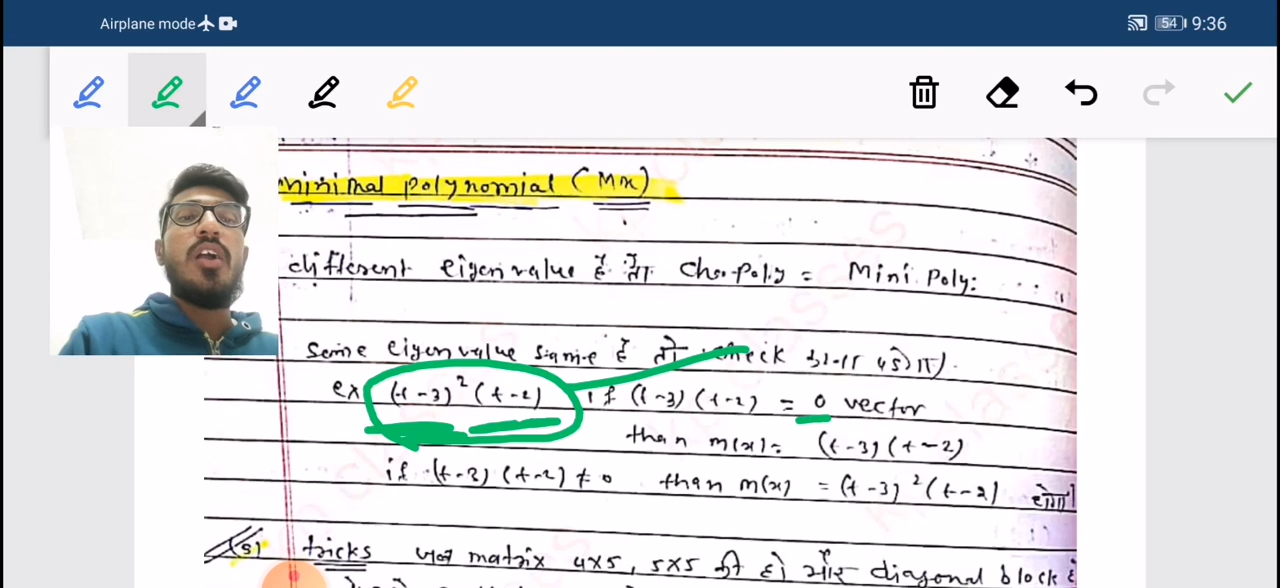 Airplane mode 54 9:36
minimal polynomial (Mx)
different eigenvalue है तो Cha.Poly = Mini Poly:
same eigenvalue same है तो check करना पड़ेगा
ex (t-3)²(t-2) if (t-3)(t-2) = 0 vector
than m(x)= (t-3)(t-2)
if (t-3)(t-2) ≠ 0 than m(x) = (t-3)²(t-2) होगा
(5) tricks जब matrix 4x5, 5x5 की हो और diagonal block